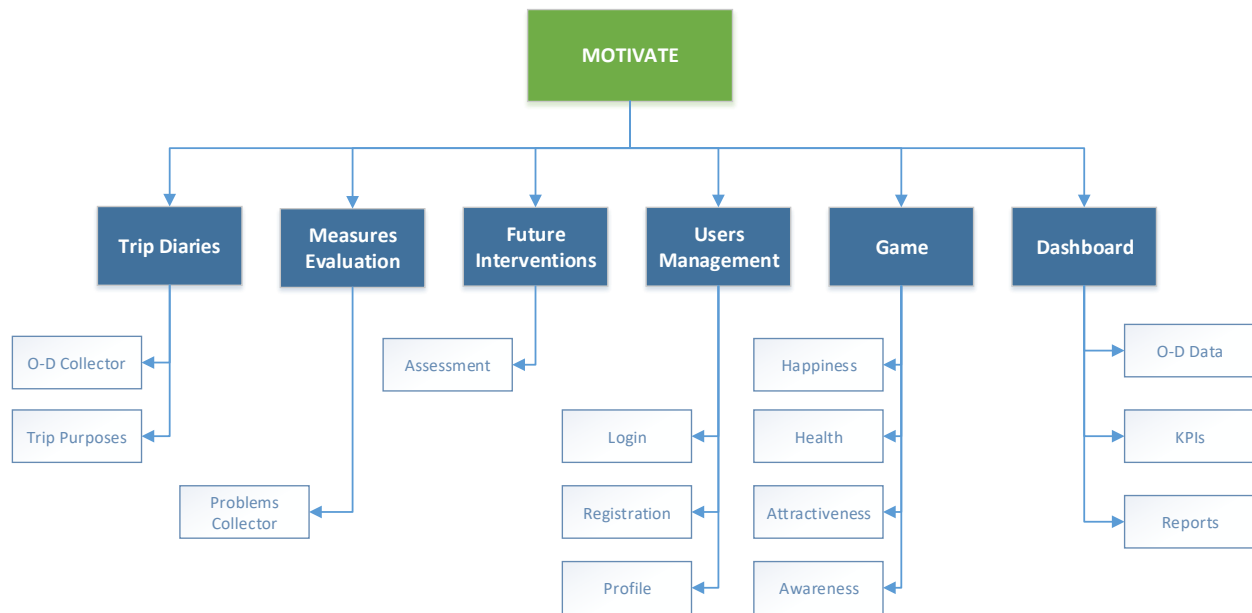 MOTIVATE
Trip Diaries
Measures
Evaluation
Future
Interventions
Users
Management
Game
Dashboard
O-D Collector
Trip Purposes
Problems
Collector
Assessment
Login
Registration
Profile
Happiness
Health
Attractiveness
Awareness
O-D Data
KPIs
Reports